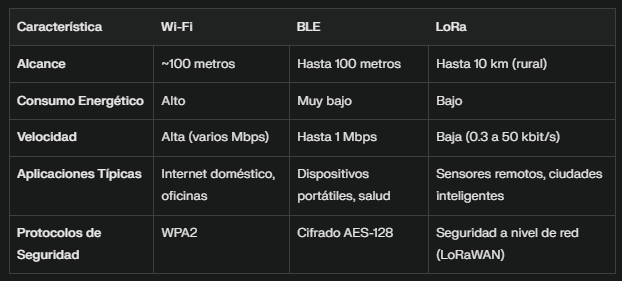 Característica Wi-Fi BLE LoRa
Alcance ~100 metros Hasta 100 metros Hasta 10 km (rural)
Consumo Energético Alto Muy bajo Bajo
Velocidad Alta (varios Mbps) Hasta 1 Mbps Baja (0.3 a 50 kbit/s)
Aplicaciones Típicas Internet doméstico, Dispositivos Sensores remotos, ciudades
oficinas portátiles, salud inteligentes
Protocolos de WPA2 Cifrado AES-128 Seguridad a nivel de red
Seguridad (LoRaWAN)